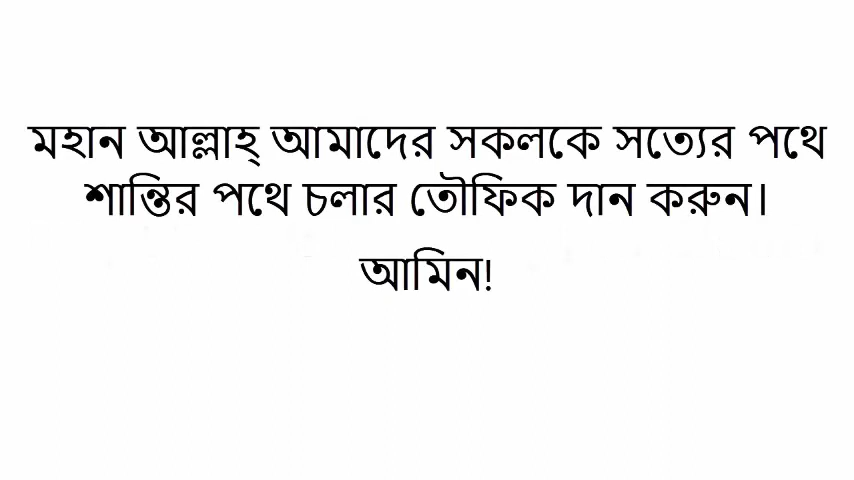 মহান আল্লাহ্ আমাদের সকলকে সত্যের পথে
শান্তির পথে চলার তৌফিক দান করুন।
আমিন!